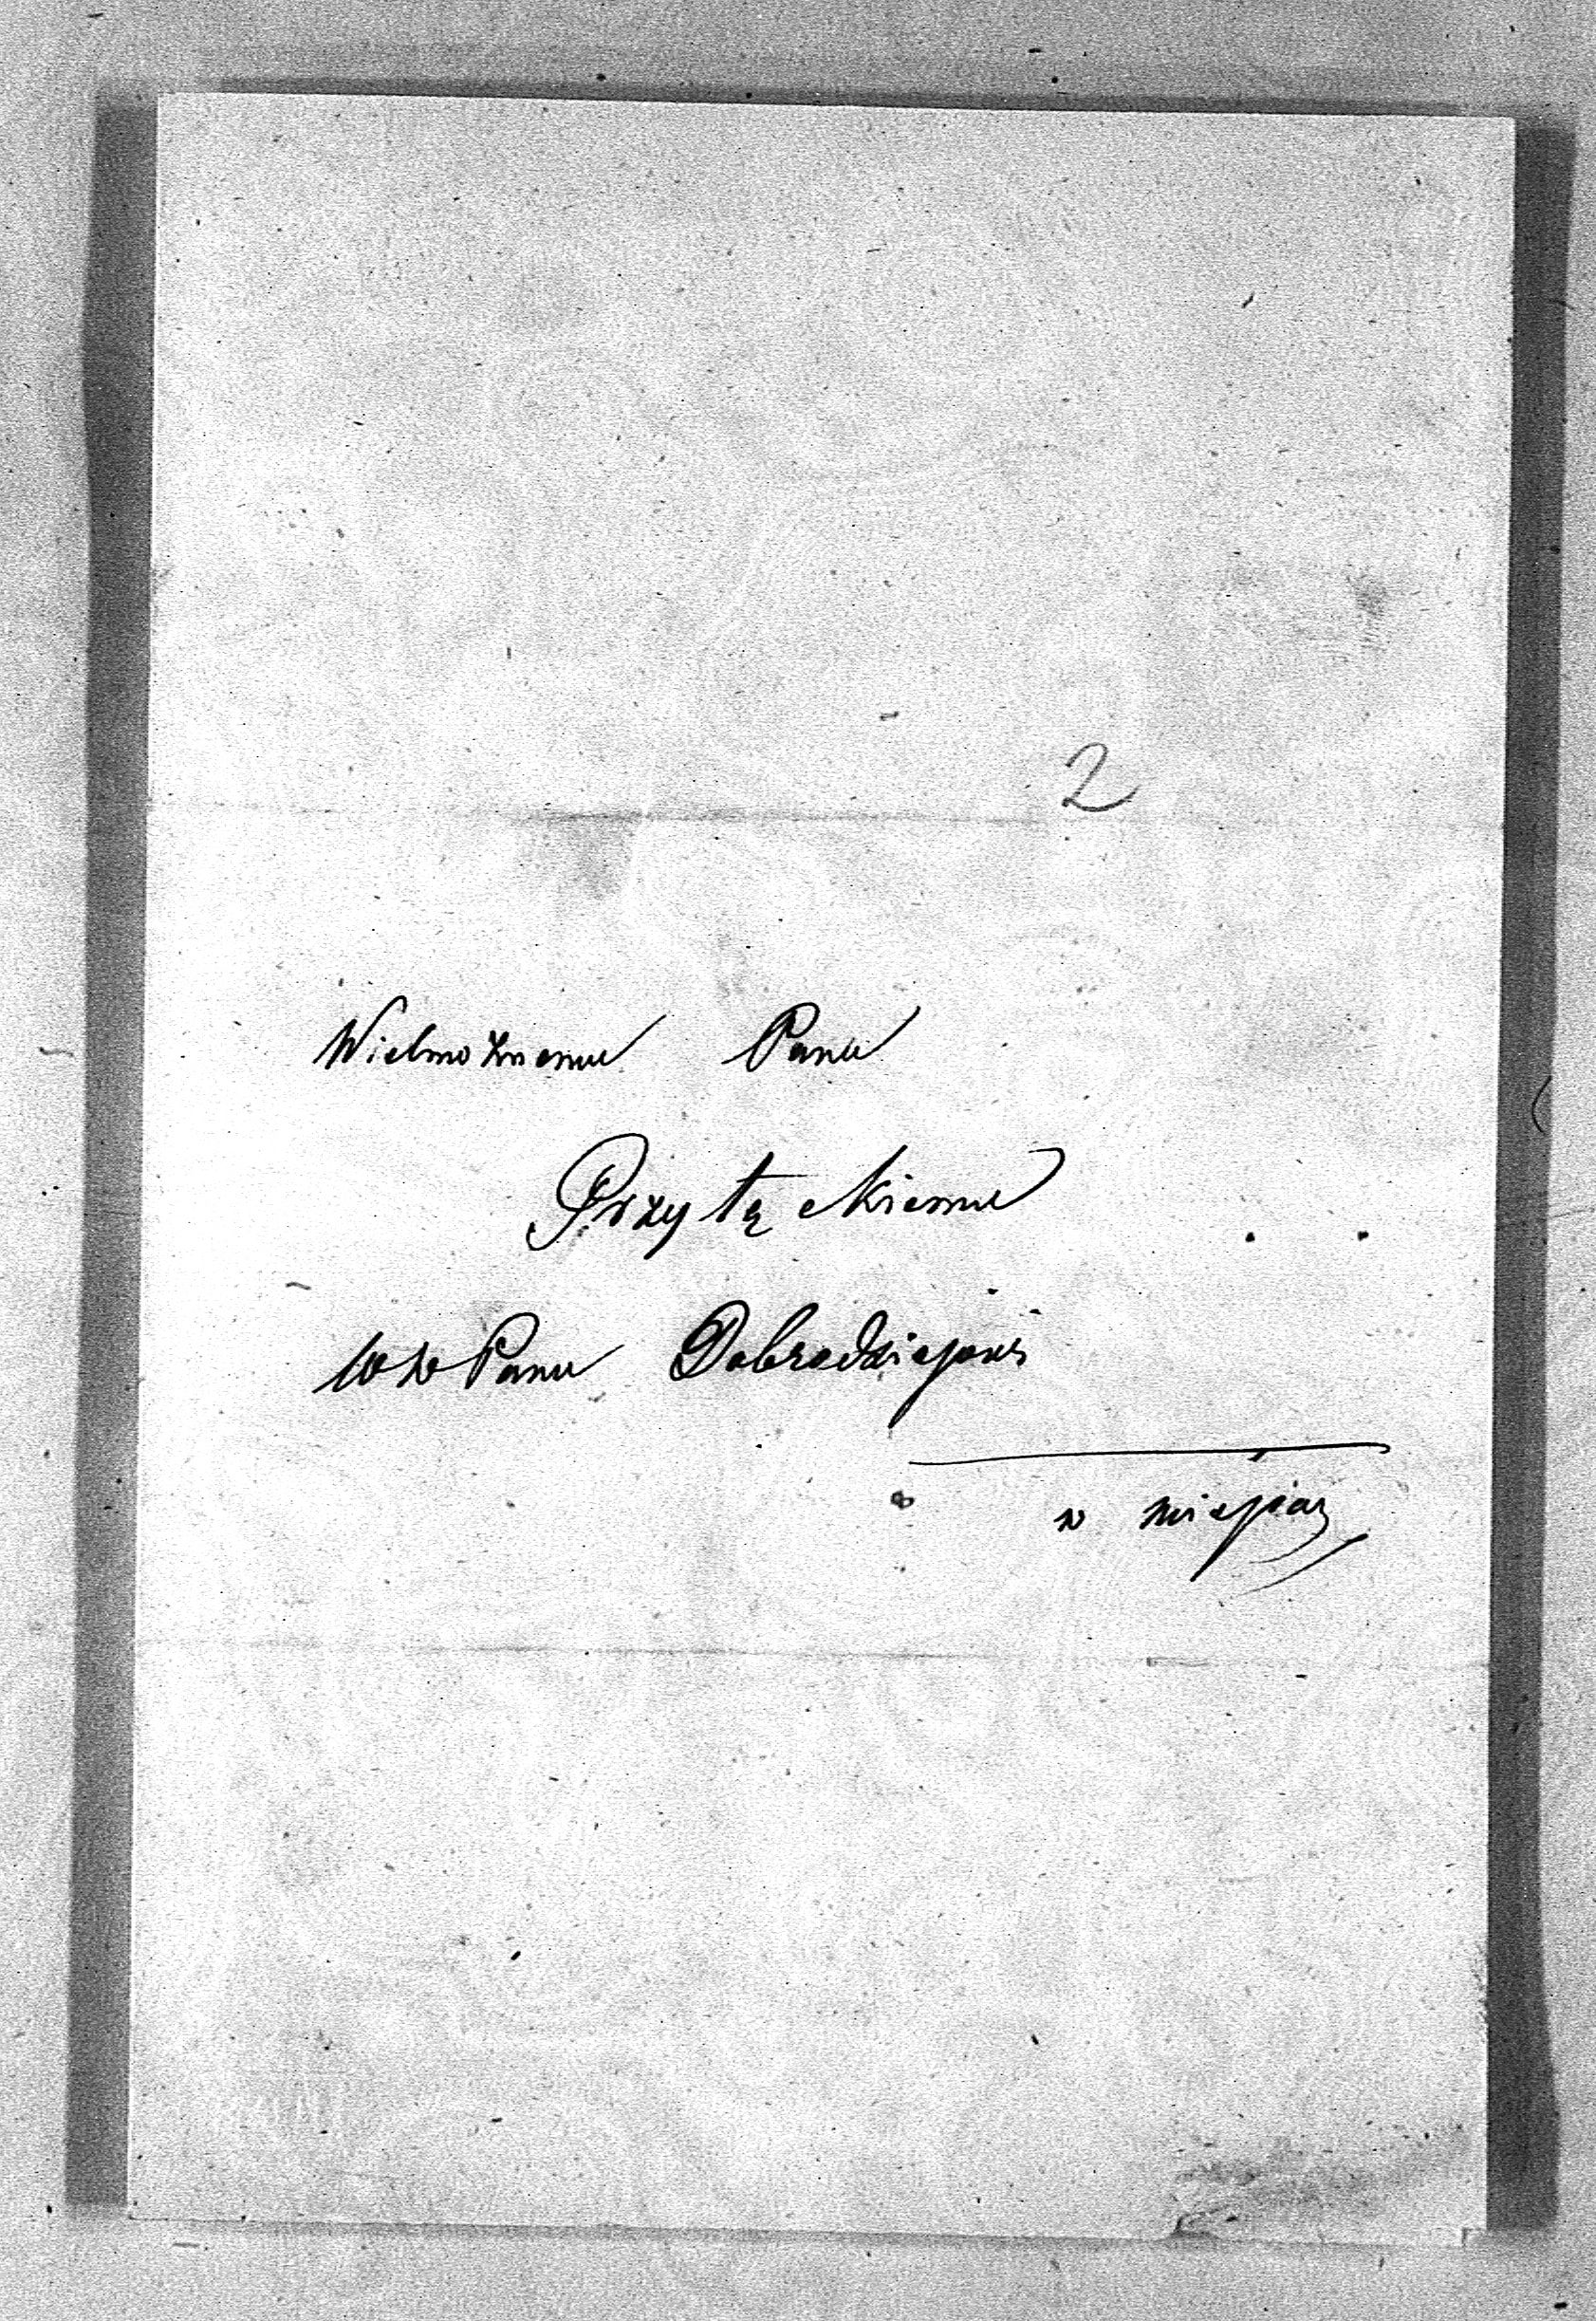 2
Wielmożnemu Panu
Przytęckiemu
WW Panu Dobrodziejowi
w miejscu